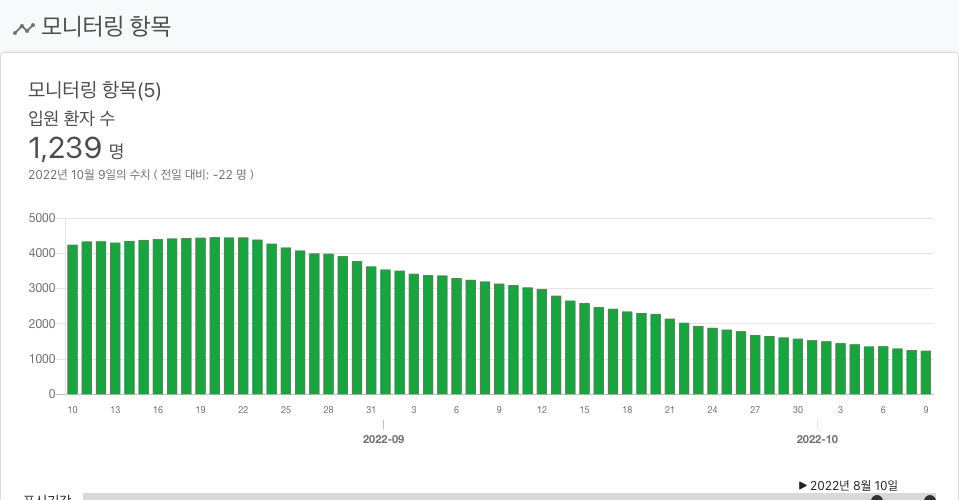 모니터링 항목
모니터링 항목(5)
입원 환자 수
1,239 명
2022년 10월 9일의 수치 ( 전일 대비: -22 명 )
5000
4000
3000
2000
1000
0
10 13 16 19 22 25 28 31 3 6 9 12 15 18 21 24 27 30 3 6 9
2022-09 2022-10
▶ 2022년 8월 10일